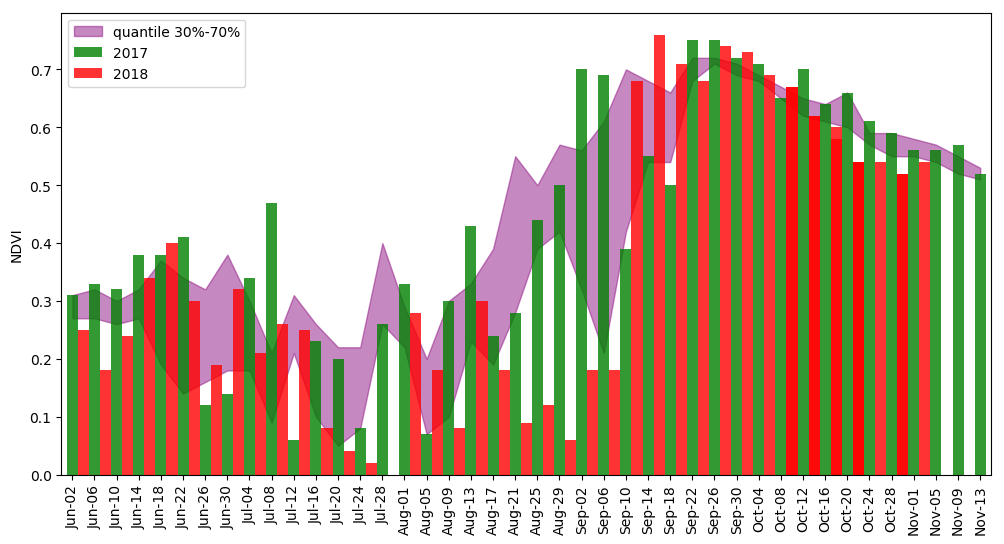 quantile 30%-70%
2017
2018
NDVI
0.7
0.6
0.5
0.4
0.3
0.2
0.1
0.0
Jun-02
Jun-06
Jun-10
Jun-14
Jun-18
Jun-22
Jun-26
Jun-30
Jul-04
Jul-08
Jul-12
Jul-16
Jul-20
Jul-24
Jul-28
Aug-01
Aug-05
Aug-09
Aug-13
Aug-17
Aug-21
Aug-25
Aug-29
Sep-02
Sep-06
Sep-10
Sep-14
Sep-18
Sep-22
Sep-26
Sep-30
Oct-04
Oct-08
Oct-12
Oct-16
Oct-20
Oct-24
Oct-28
Nov-01
Nov-05
Nov-09
Nov-13